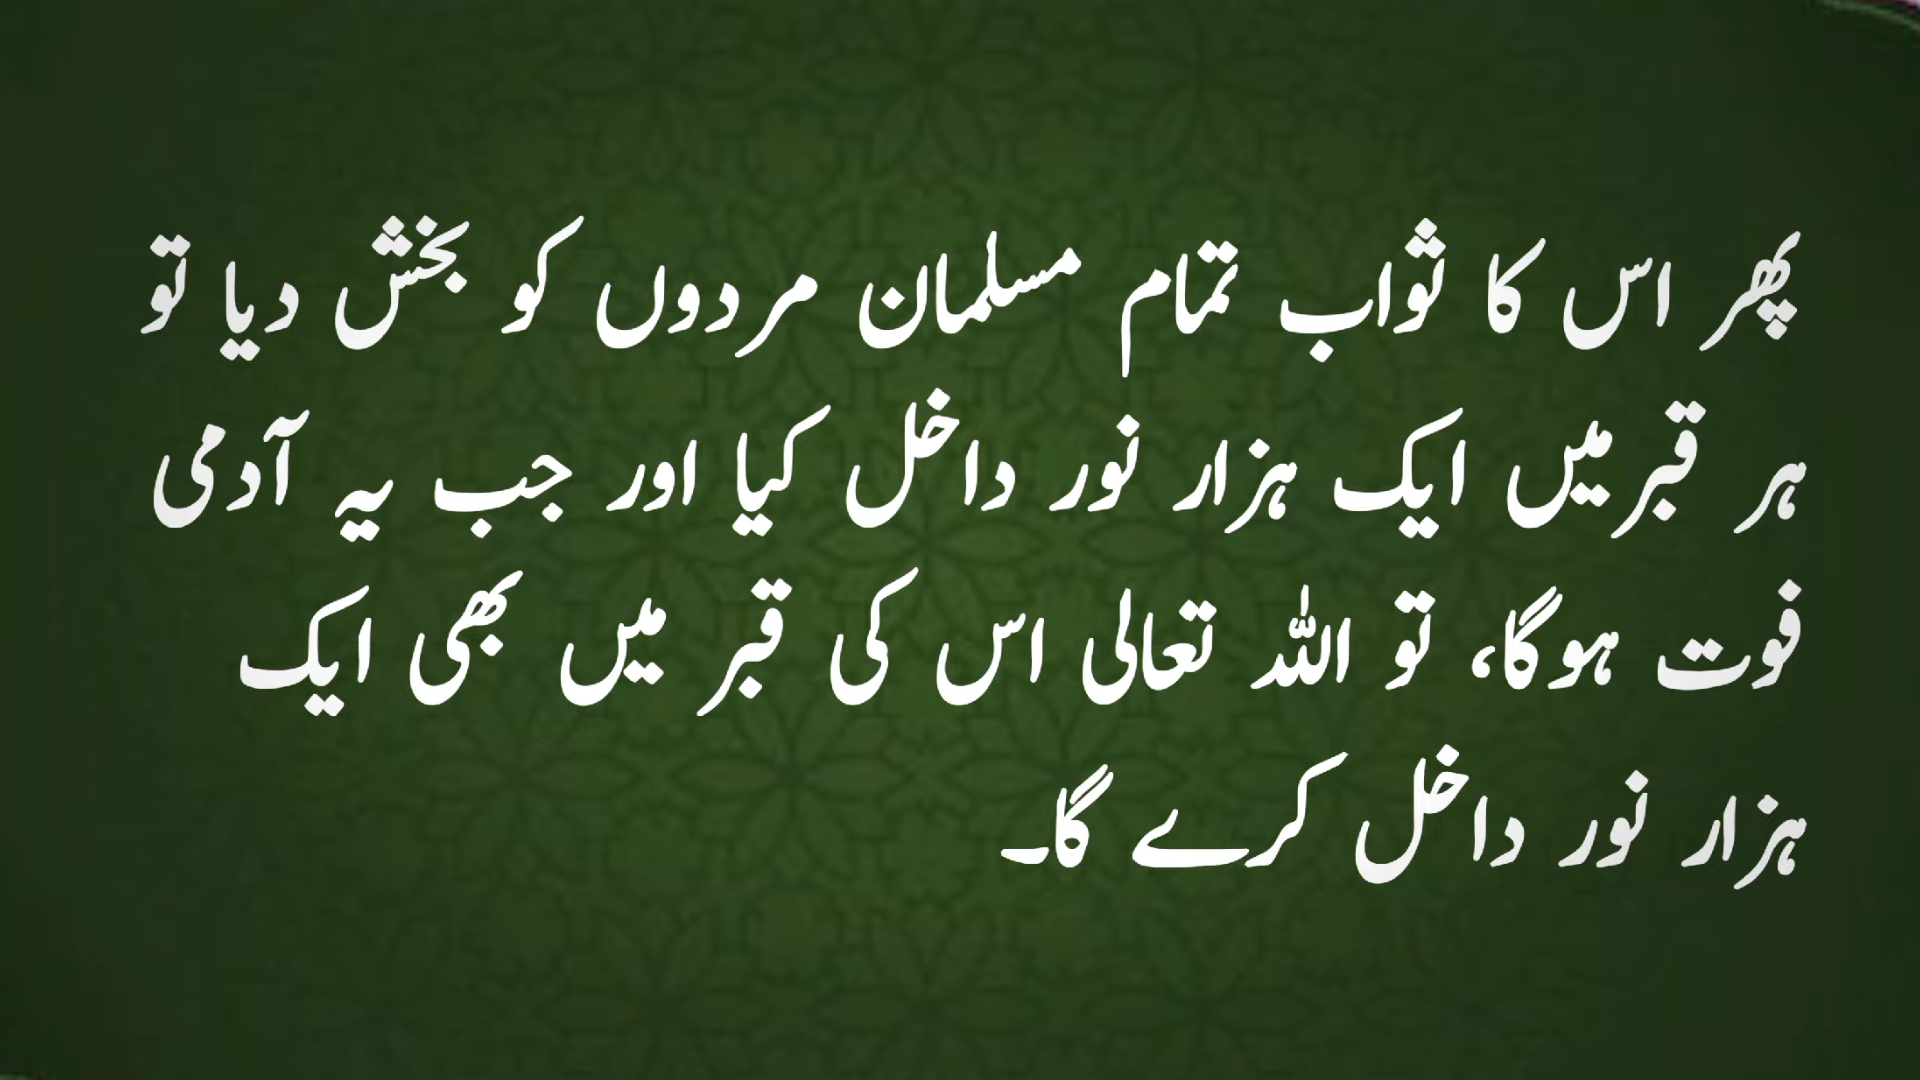 پھر اس کا ثواب تمام مسلمان مردوں کو بخش دیا تو
ہر قبر میں ایک ہزار نور داخل کیا اور جب یہ آدمی
فوت ہوگا، تو اللہ تعالی اس کی قبر میں بھی ایک
ہزار نور داخل کرے گا۔